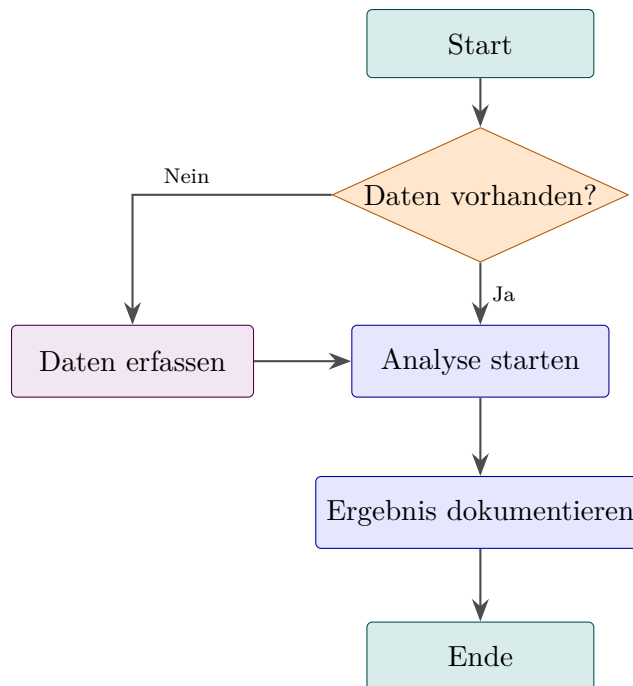 Start
Daten vorhanden?
Nein
Ja
Daten erfassen
Analyse starten
Ergebnis dokumentieren
Ende